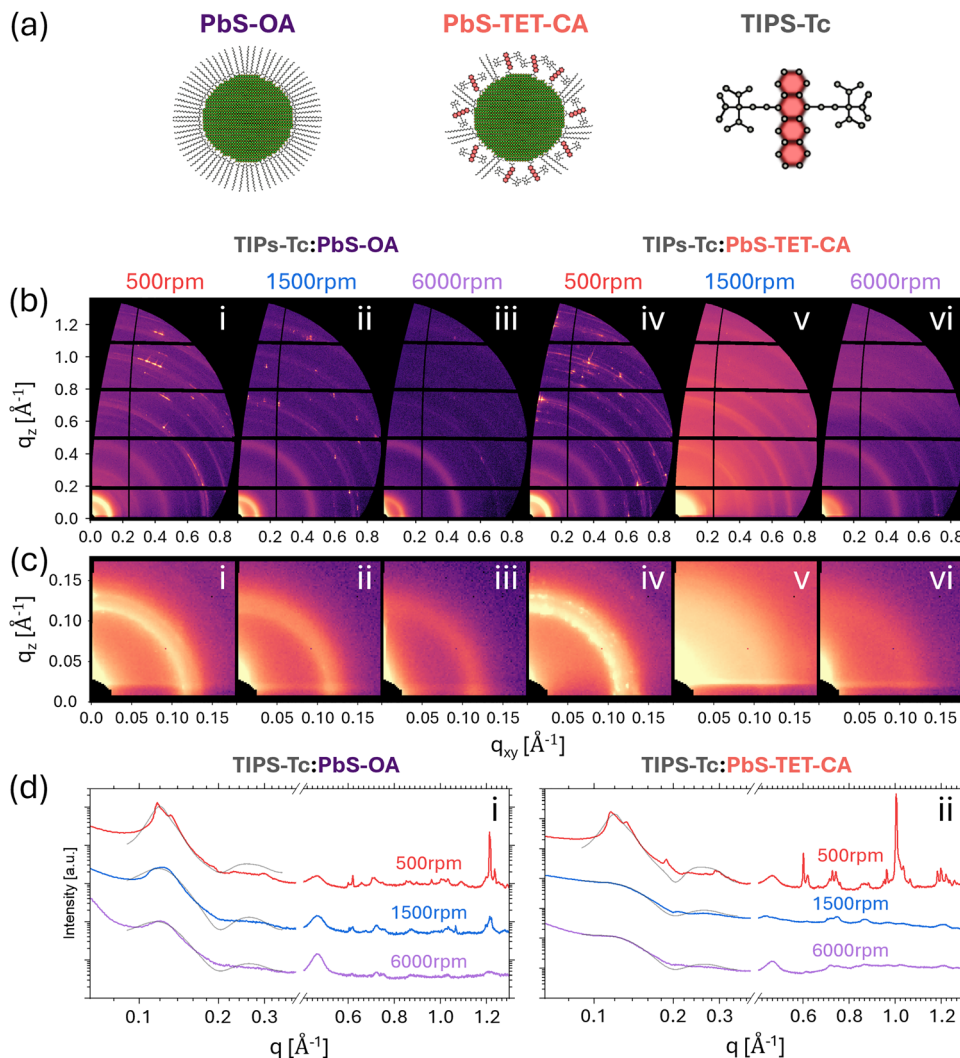 (a)
PbS-OA PbS-TET-CA TIPS-Tc
TIPs-Tc:PbS-OA TIPs-Tc:PbS-TET-CA
500rpm 1500rpm 6000rpm 500rpm 1500rpm 6000rpm
(b)
i ii iii iv v vi
qz [Å-1]
1.2
1.0
0.8
0.6
0.4
0.2
0.0
0.2 0.4 0.6 0.8 0.2 0.4 0.6 0.8 0.2 0.4 0.6 0.8 0.2 0.4 0.6 0.8 0.2 0.4 0.6 0.8 0.2 0.4 0.6 0.8
(c)
i ii iii iv v vi
qz [Å-1]
0.15
0.10
0.05
0.0
0.0 0.05 0.10 0.15 0.05 0.10 0.15 0.05 0.10 0.15 0.05 0.10 0.15 0.05 0.10 0.15 0.05 0.10 0.15
qxy [Å-1]
TIPS-Tc:PbS-OA TIPS-Tc:PbS-TET-CA
(d)
i
Intensity [a.u.]
500rpm
1500rpm
6000rpm
0.1 0.2 0.3 0.6 0.8 1.0 1.2
q [Å-1]
ii
500rpm
1500rpm
6000rpm
0.1 0.2 0.3 0.6 0.8 1.0 1.2
q [Å-1]